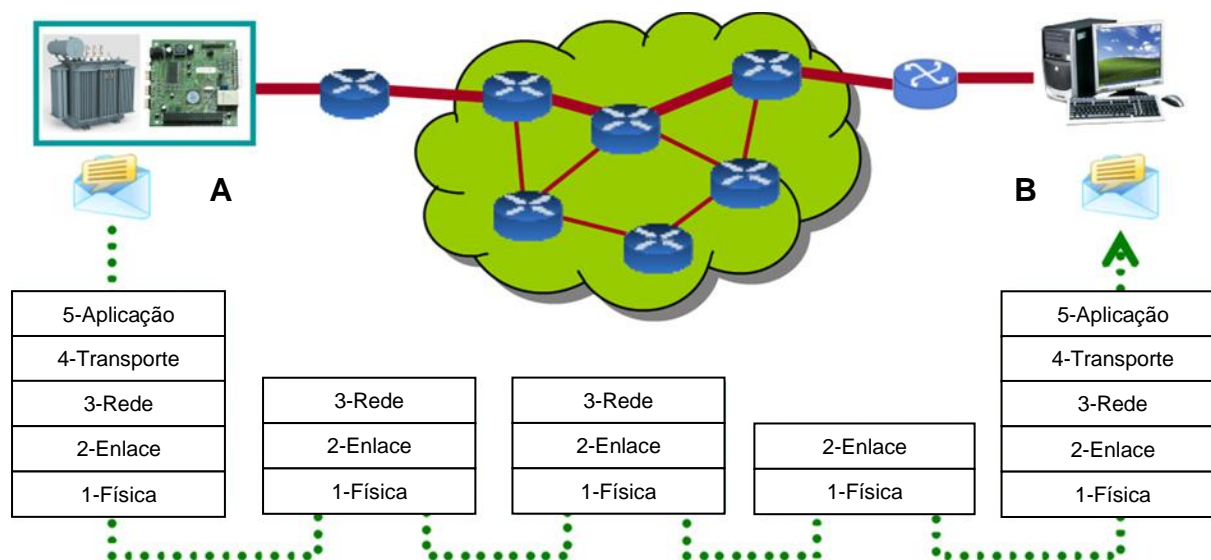 A
B
5-Aplicação
4-Transporte
3-Rede
2-Enlace
1-Física
3-Rede
2-Enlace
1-Física
3-Rede
2-Enlace
1-Física
2-Enlace
1-Física
5-Aplicação
4-Transporte
3-Rede
2-Enlace
1-Física